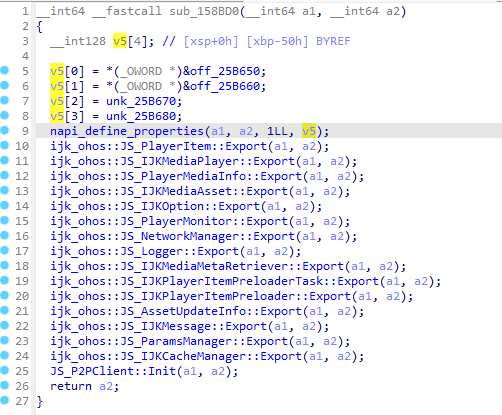 1 __int64 __fastcall sub_158BD0(__int64 a1, __int64 a2)
2 {
3 __int128 v5[4]; // [xsp+0h] [xbp-50h] BYREF
4
5 v5[0] = *(_OWORD *)&off_25B650;
6 v5[1] = *(_OWORD *)&off_25B660;
7 v5[2] = unk_25B670;
8 v5[3] = unk_25B680;
9 napi_define_properties(a1, a2, 1LL, v5);
10 ijk_ohos::JS_PlayerItem::Export(a1, a2);
11 ijk_ohos::JS_IJKMediaPlayer::Export(a1, a2);
12 ijk_ohos::JS_PlayerMediaInfo::Export(a1, a2);
13 ijk_ohos::JS_IJKMediaAsset::Export(a1, a2);
14 ijk_ohos::JS_IJKOption::Export(a1, a2);
15 ijk_ohos::JS_PlayerMonitor::Export(a1, a2);
16 ijk_ohos::JS_NetworkManager::Export(a1, a2);
17 ijk_ohos::JS_Logger::Export(a1, a2);
18 ijk_ohos::JS_IJKMediaMetaRetriever::Export(a1, a2);
19 ijk_ohos::JS_IJKPlayerItemPreloaderTask::Export(a1, a2);
20 ijk_ohos::JS_IJKPlayerItemPreloader::Export(a1, a2);
21 ijk_ohos::JS_AssetUpdateInfo::Export(a1, a2);
22 ijk_ohos::JS_IJKMessage::Export(a1, a2);
23 ijk_ohos::JS_ParamsManager::Export(a1, a2);
24 ijk_ohos::JS_IJKCacheManager::Export(a1, a2);
25 JS_P2PClient::Init(a1, a2);
26 return a2;
27 }